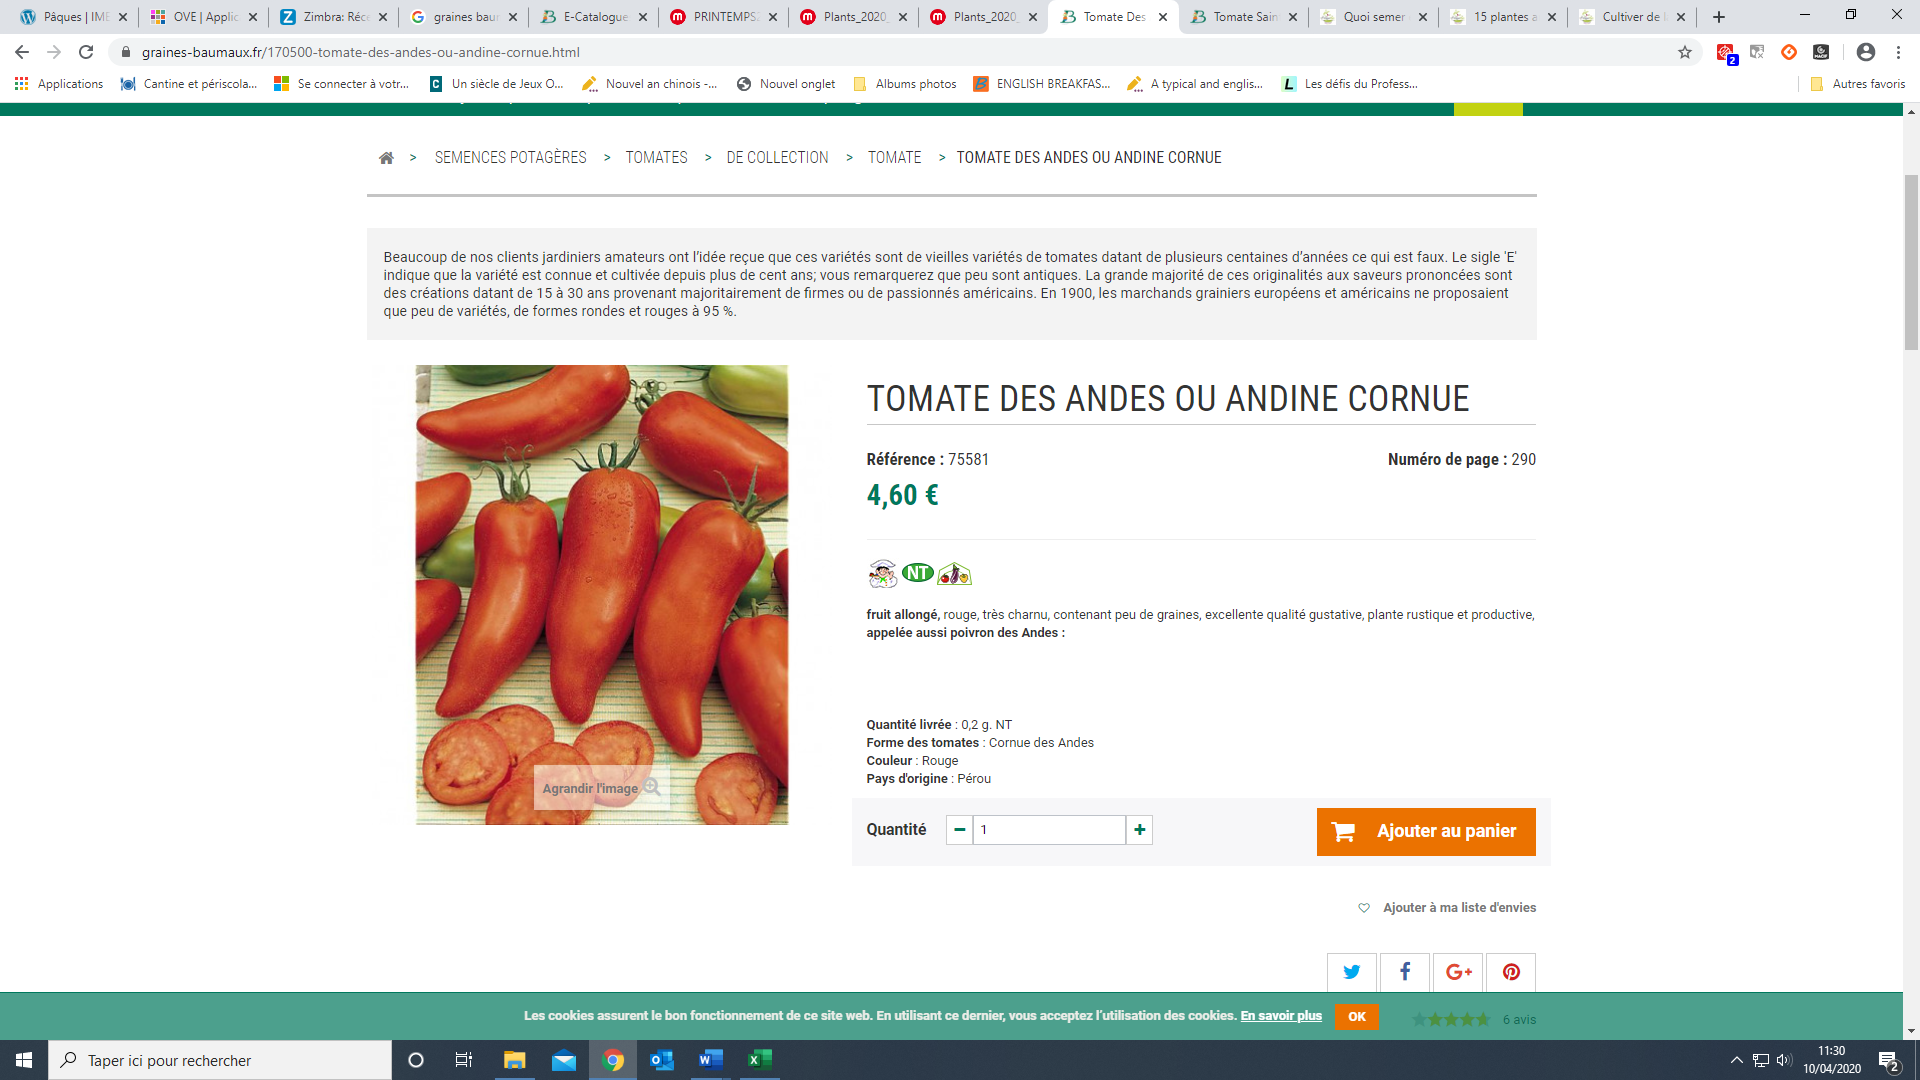 Pâques | IME
OVE | Applic
Zimbra: Réce
graines baum
E-Catalogue
PRINTEMPS
Plants_2020_
Plants_2020_
Tomate Des
Tomate Sain
Quoi semer
15 plantes a
Cultiver de l
graines-baumaux.fr/170500-tomate-des-andes-ou-andine-cornue.html
2
Applications
Cantine et périscola...
Se connecter à votr...
Un siècle de Jeux O...
Nouvel an chinois -...
Nouvel onglet
Albums photos
ENGLISH BREAKFAS...
A typical and englis...
Les défis du Profess...
Autres favoris
> SEMENCES POTAGÈRES > TOMATES > DE COLLECTION > TOMATE > TOMATE DES ANDES OU ANDINE CORNUE
Beaucoup de nos clients jardiniers amateurs ont l'idée reçue que ces variétés sont de vieilles variétés de tomates datant de plusieurs centaines d'années ce qui est faux. Le sigle 'E'
indique que la variété est connue et cultivée depuis plus de cent ans; vous remarquerez que peu sont antiques. La grande majorité de ces originalités aux saveurs prononcées sont
des créations datant de 15 à 30 ans provenant majoritairement de firmes ou de passionnés américains. En 1900, les marchands grainiers européens et américains ne proposaient
que peu de variétés, de formes rondes et rouges à 95 %.
Agrandir l'image
TOMATE DES ANDES OU ANDINE CORNUE
Référence : 75581
Numéro de page : 290
4,60 €
NT
fruit allongé, rouge, très charnu, contenant peu de graines, excellente qualité gustative, plante rustique et productive,
appelée aussi poivron des Andes :
Quantité livrée : 0,2 g. NT
Forme des tomates : Cornue des Andes
Couleur : Rouge
Pays d'origine : Pérou
Quantité
1
Ajouter au panier
Ajouter à ma liste d'envies
Les cookies assurent le bon fonctionnement de ce site web. En utilisant ce dernier, vous acceptez l'utilisation des cookies. En savoir plus
OK
6 avis
Taper ici pour rechercher
11:30
10/04/2020
2